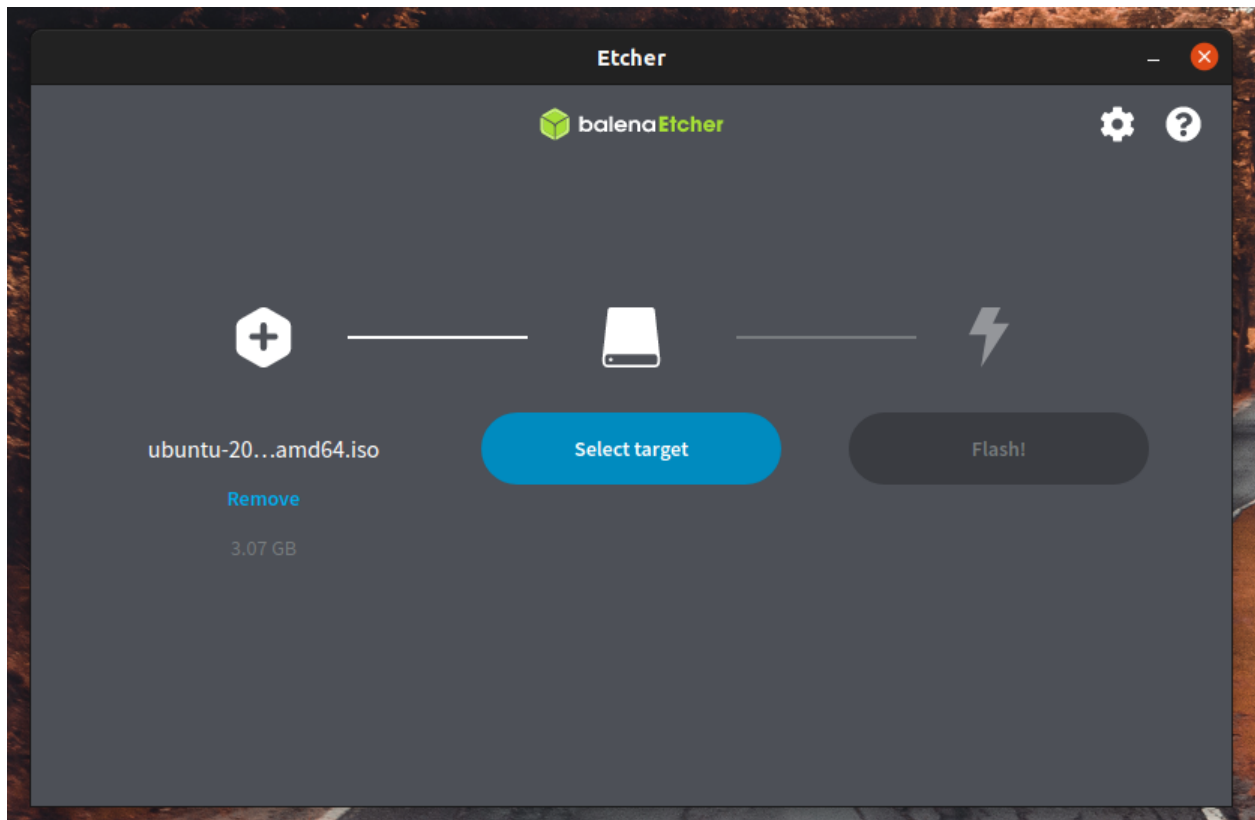 Etcher
balenaEtcher
ubuntu-20…amd64.iso
Select target
Flash!
Remove
3.07 GB